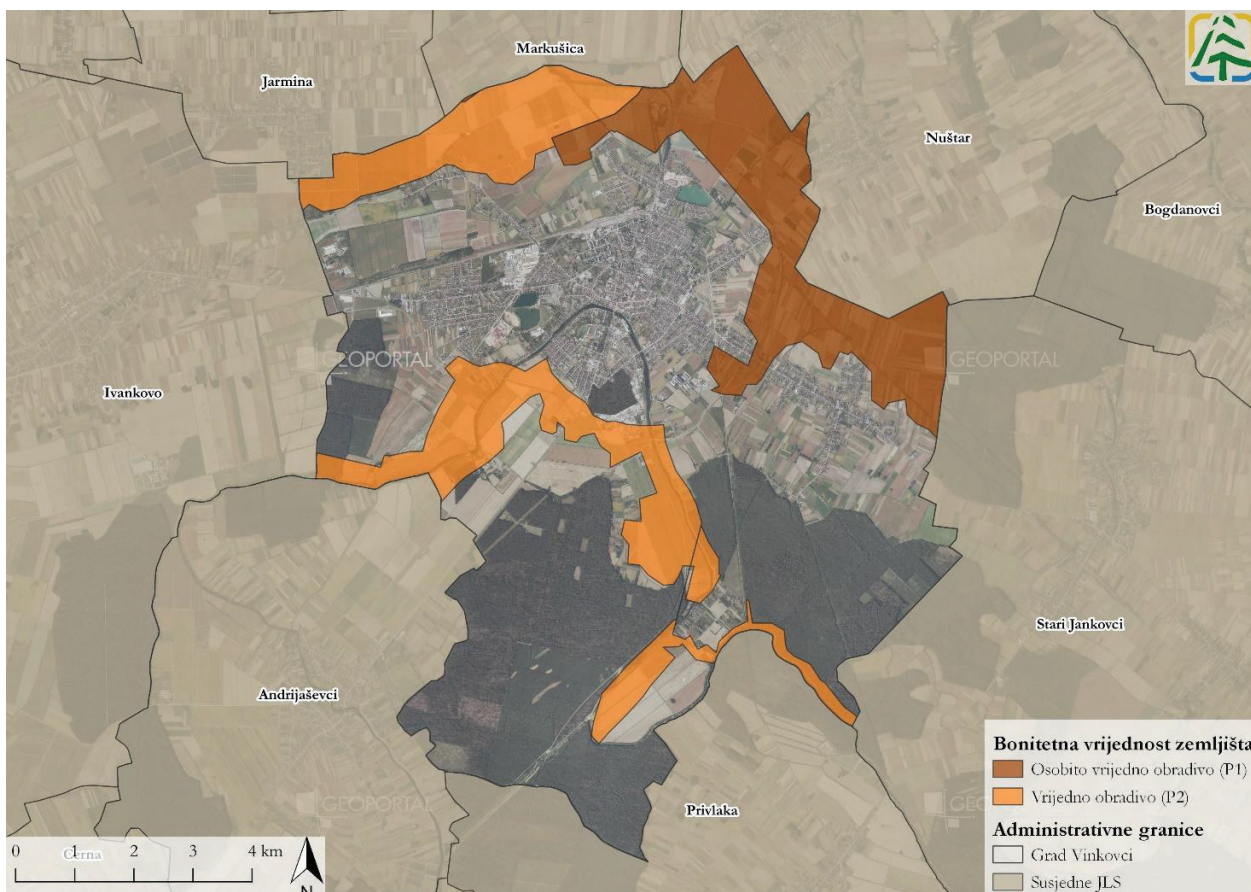 Markušica
Jarmina
Nuštar
Bogdanovci
GEOPORTAL
GEOPORTAL
Ivankovo
Stari Jankovci
Andrijaševci
GEOPORTAL
Privlaka
Cerna
0 1 2 3 4 km
N
Bonitetna vrijednost zemljišta
Osobito vrijedno obradivo (P1)
Vrijedno obradivo (P2)
Administrativne granice
Grad Vinkovci
Susjedne JLS